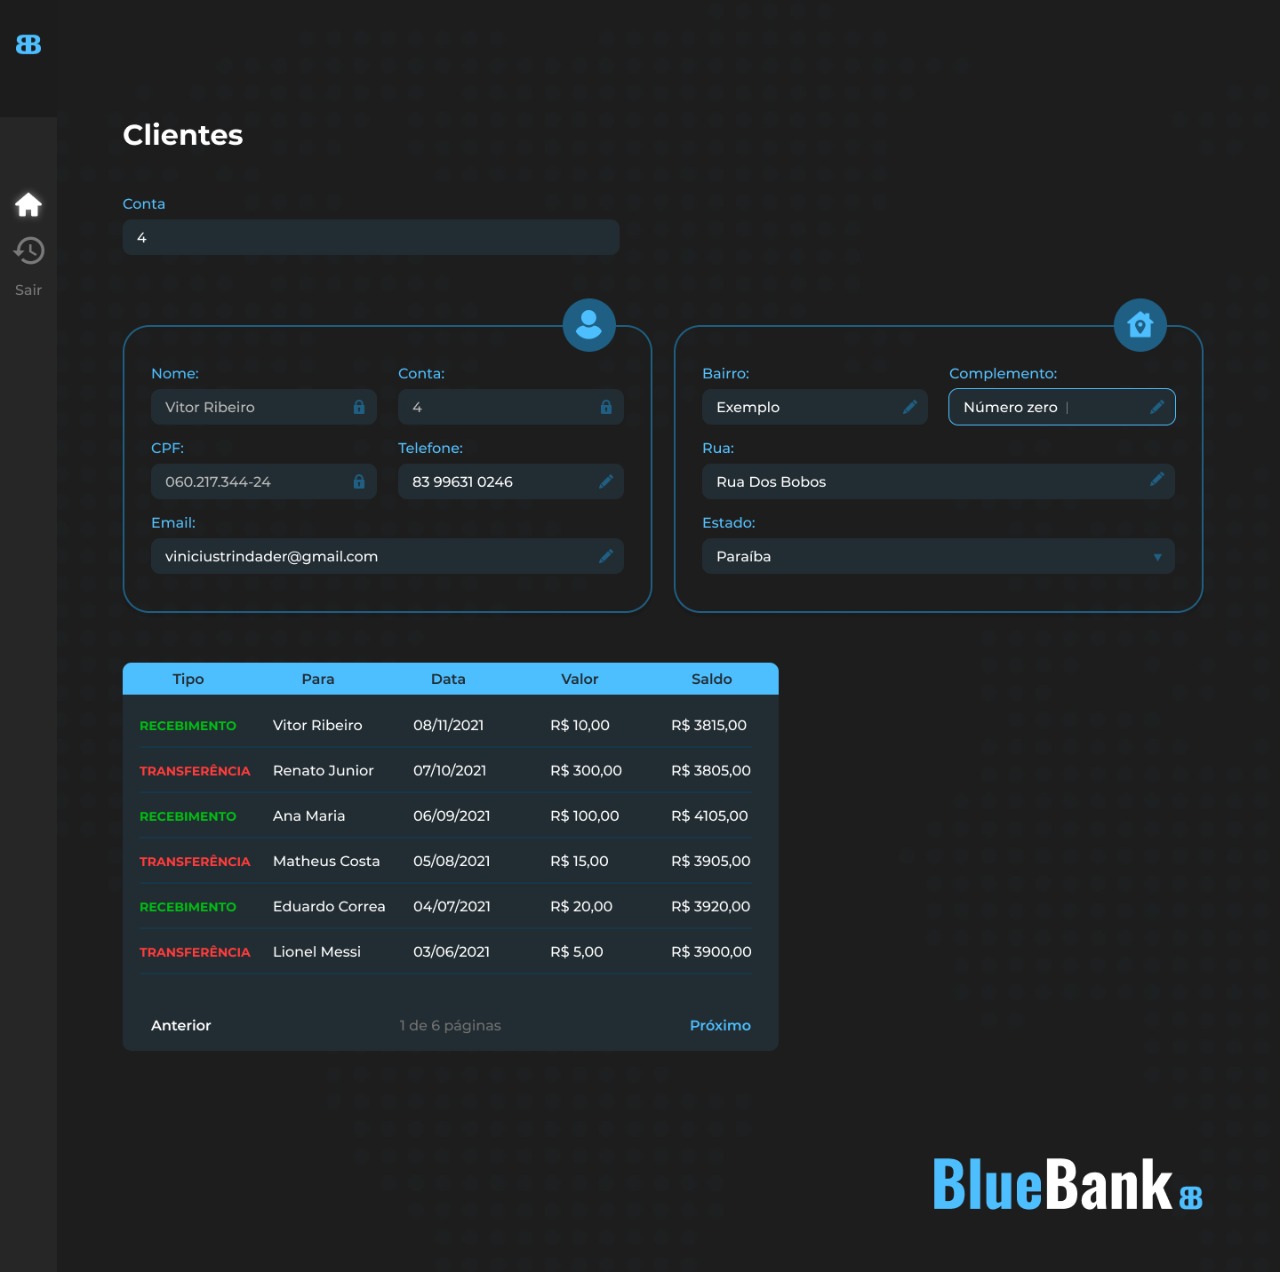 Clientes
Conta
4
Sair
Nome: Conta:
Vitor Ribeiro 4
CPF: Telefone:
060.217.344-24 83 99631 0246
Email:
viniciustrindader@gmail.com
Bairro: Complemento:
Exemplo Número zero |
Rua:
Rua Dos Bobos
Estado:
Paraíba
Tipo Para Data Valor Saldo
RECEBIMENTO Vitor Ribeiro 08/11/2021 R$ 10,00 R$ 3815,00
TRANSFERÊNCIA Renato Junior 07/10/2021 R$ 300,00 R$ 3805,00
RECEBIMENTO Ana Maria 06/09/2021 R$ 100,00 R$ 4105,00
TRANSFERÊNCIA Matheus Costa 05/08/2021 R$ 15,00 R$ 3905,00
RECEBIMENTO Eduardo Correa 04/07/2021 R$ 20,00 R$ 3920,00
TRANSFERÊNCIA Lionel Messi 03/06/2021 R$ 5,00 R$ 3900,00
Anterior 1 de 6 páginas Próximo
BlueBank